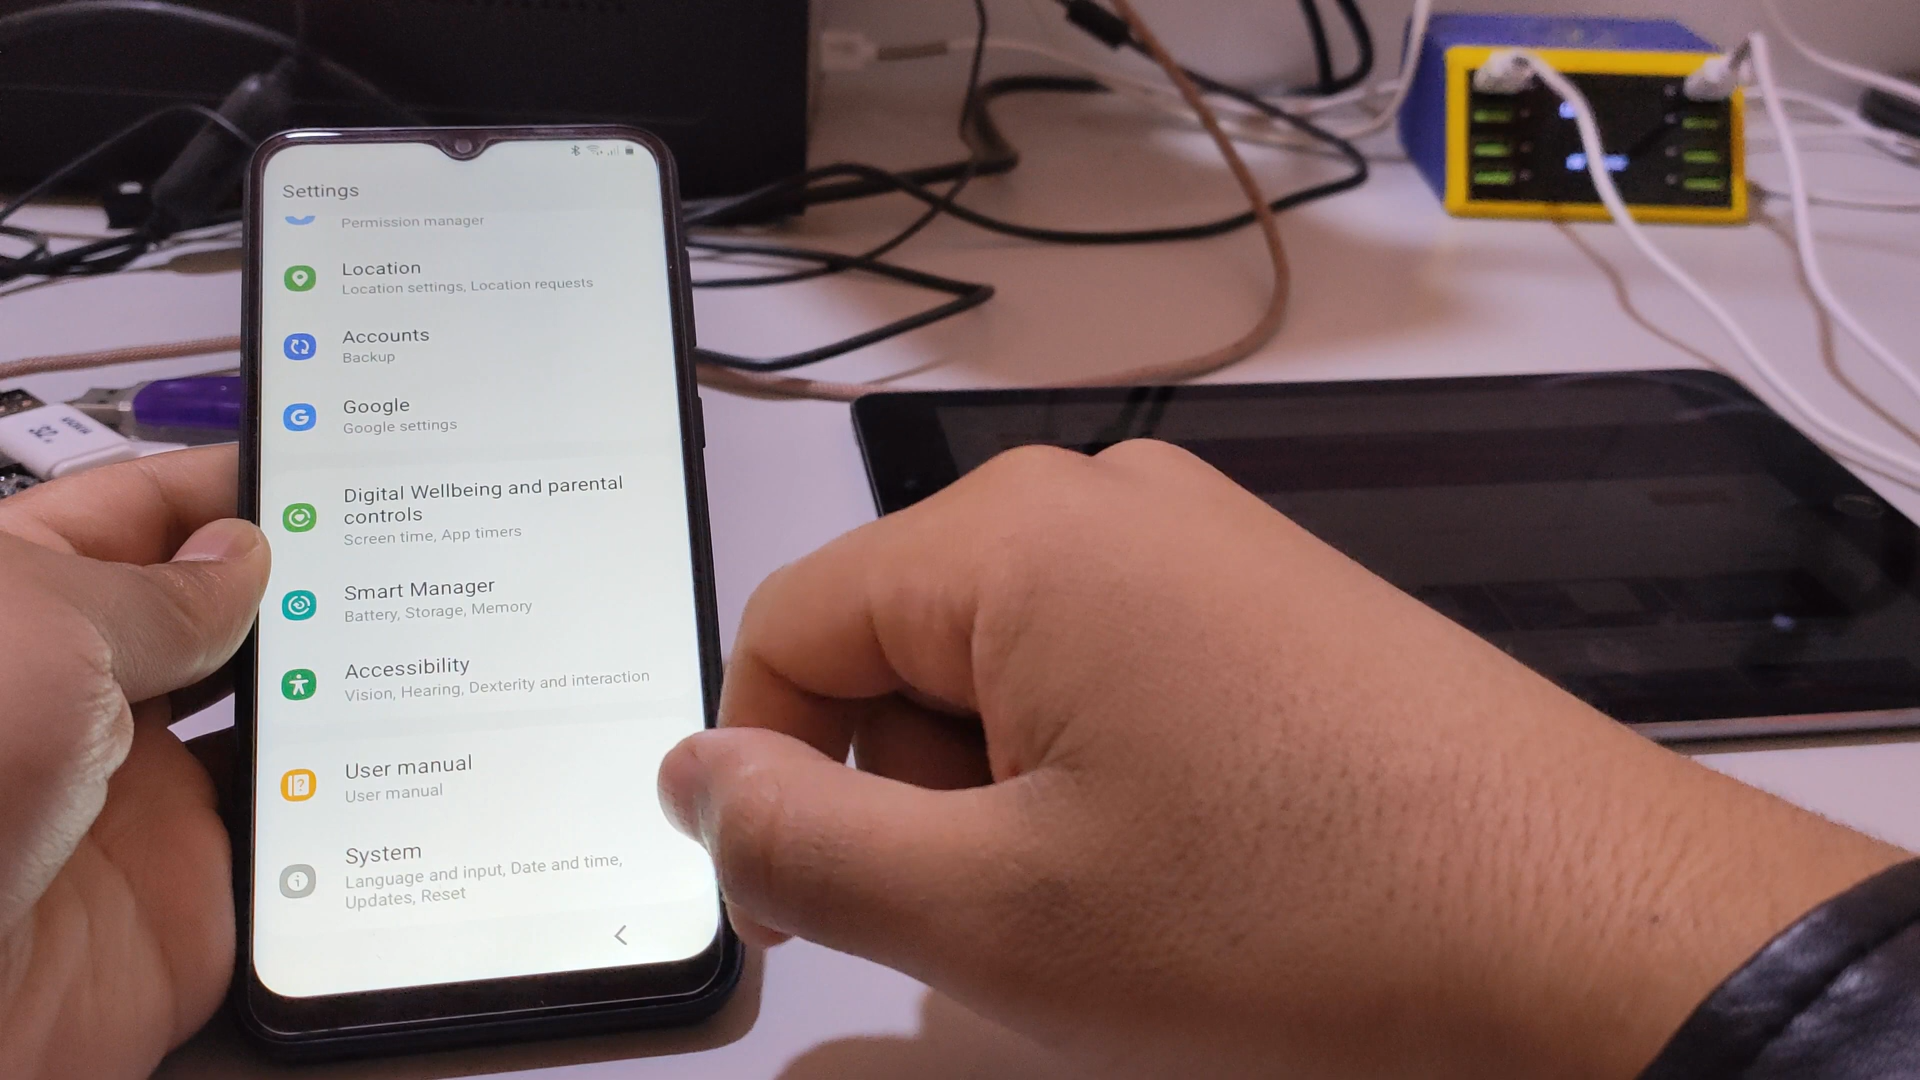 Settings
Permission manager
Location
Location settings, Location requests
Accounts
Backup
Google
Google settings
Digital Wellbeing and parental
controls
Screen time, App timers
Smart Manager
Battery, Storage, Memory
Accessibility
Vision, Hearing, Dexterity and interaction
User manual
User manual
System
Language and input, Date and time,
Updates, Reset